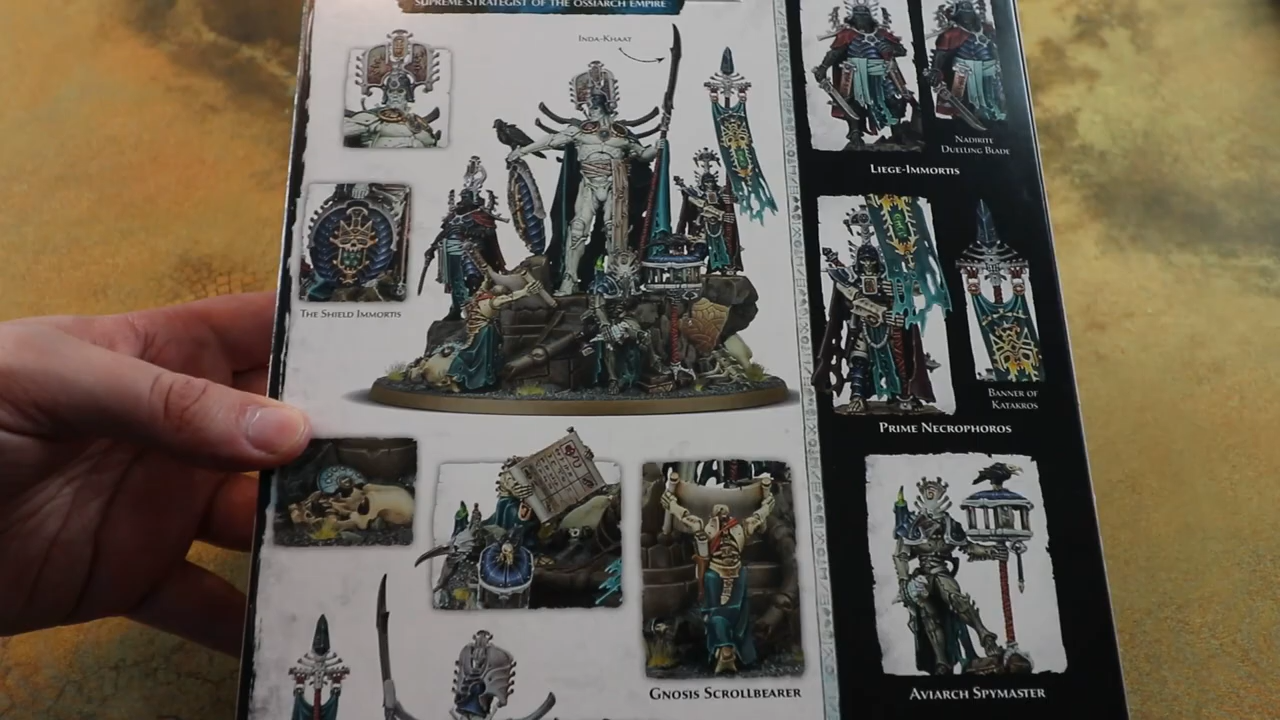 SUPREME STRATEGIST OF THE OSSIARCH EMPIRE
INDA-KHAAT
THE SHIELD IMMORTIS
GNOSIS SCROLLBEARER
NADIRITE
DUELLING BLADE
LIEGE-IMMORTIS
BANNER OF
KATAKROS
PRIME NECROPHOROS
AVIARCH SPYMASTER